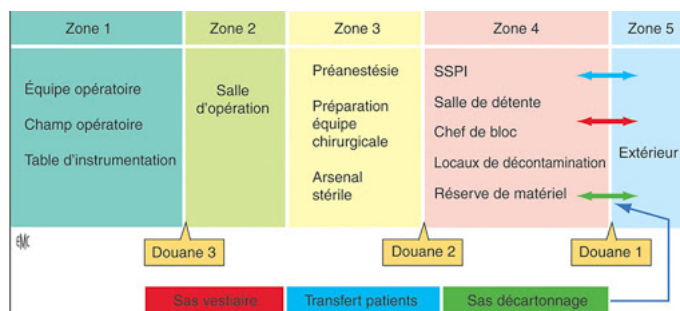 Zone 1
Zone 2
Zone 3
Zone 4
Zone 5
Équipe opératoire
Champ opératoire
Table d'instrumentation
Salle
d'opération
Préanestésie
Préparation
équipe
chirurgicale
Arsenal
stérile
SSPI
Salle de détente
Chef de bloc
Locaux de décontamination
Réserve de matériel
Extérieur
EMC
Douane 3
Douane 2
Douane 1
Sas vestiaire
Transfert patients
Sas décartonnage